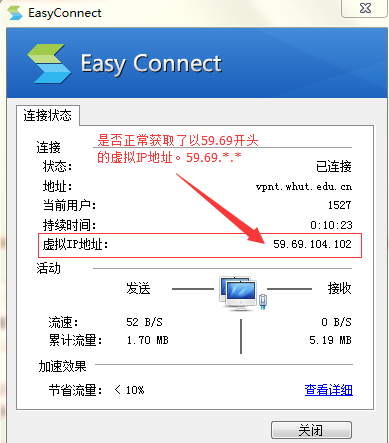 EasyConnect
Easy Connect
连接状态
是否正常获取了以59.69开头
的虚拟IP地址。59.69.*.*
连接
状态： 已连接
地址： vpnt.whut.edu.cn
当前用户： 1527
持续时间： 0:10:23
虚拟IP地址： 59.69.104.102
活动
发送 接收
流速： 52 B/S 0 B/S
累计流量： 1.70 MB 5.19 MB
加速效果
节省流量： < 10% 查看详细
关闭